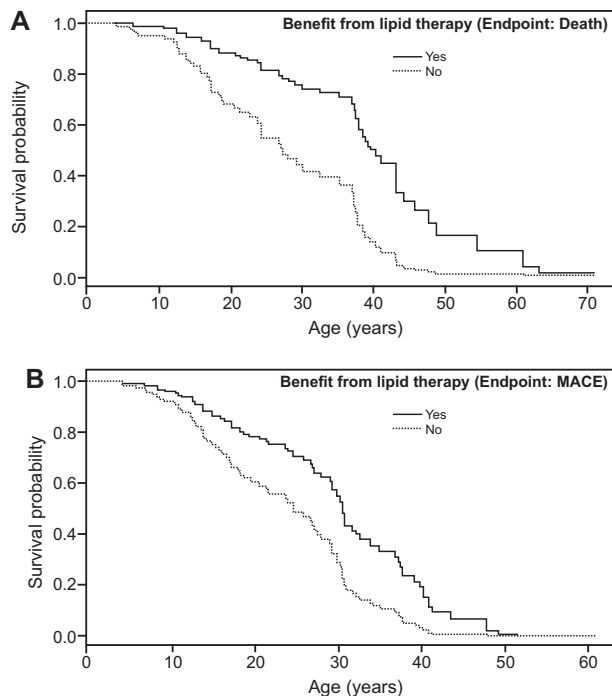 A
Benefit from lipid therapy (Endpoint: Death)
Yes
No
Survival probability
1.0
0.8
0.6
0.4
0.2
0.0
0 10 20 30 40 50 60 70
Age (years)
B
Benefit from lipid therapy (Endpoint: MACE)
Yes
No
Survival probability
1.0
0.8
0.6
0.4
0.2
0.0
0 10 20 30 40 50 60
Age (years)